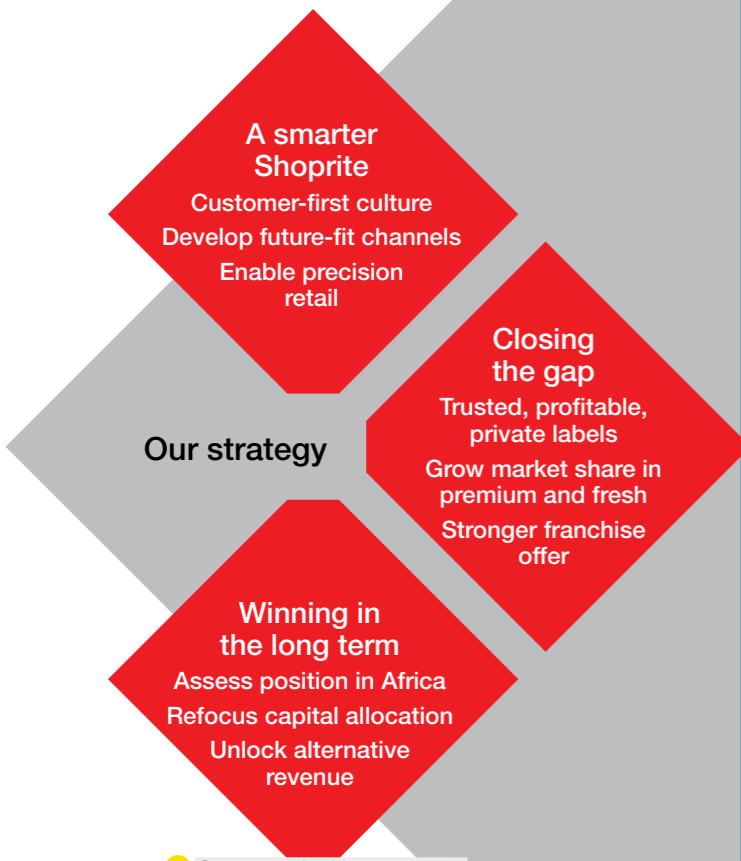 A smarter
Shoprite
Customer-first culture
Develop future-fit channels
Enable precision
retail
Closing
the gap
Trusted, profitable,
private labels
Grow market share in
premium and fresh
Stronger franchise
offer
Our strategy
Winning in
the long term
Assess position in Africa
Refocus capital allocation
Unlock alternative
revenue